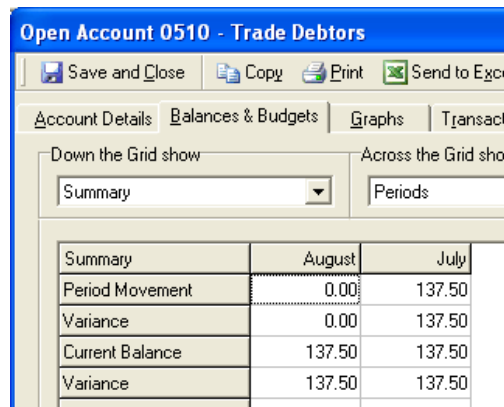 Open Account 0510 - Trade Debtors
Save and Close Copy Print Send to Exc
Account Details Balances & Budgets Graphs Transact
Down the Grid show Across the Grid sho
Summary Periods
Summary August July
Period Movement 0.00 137.50
Variance 0.00 137.50
Current Balance 137.50 137.50
Variance 137.50 137.50